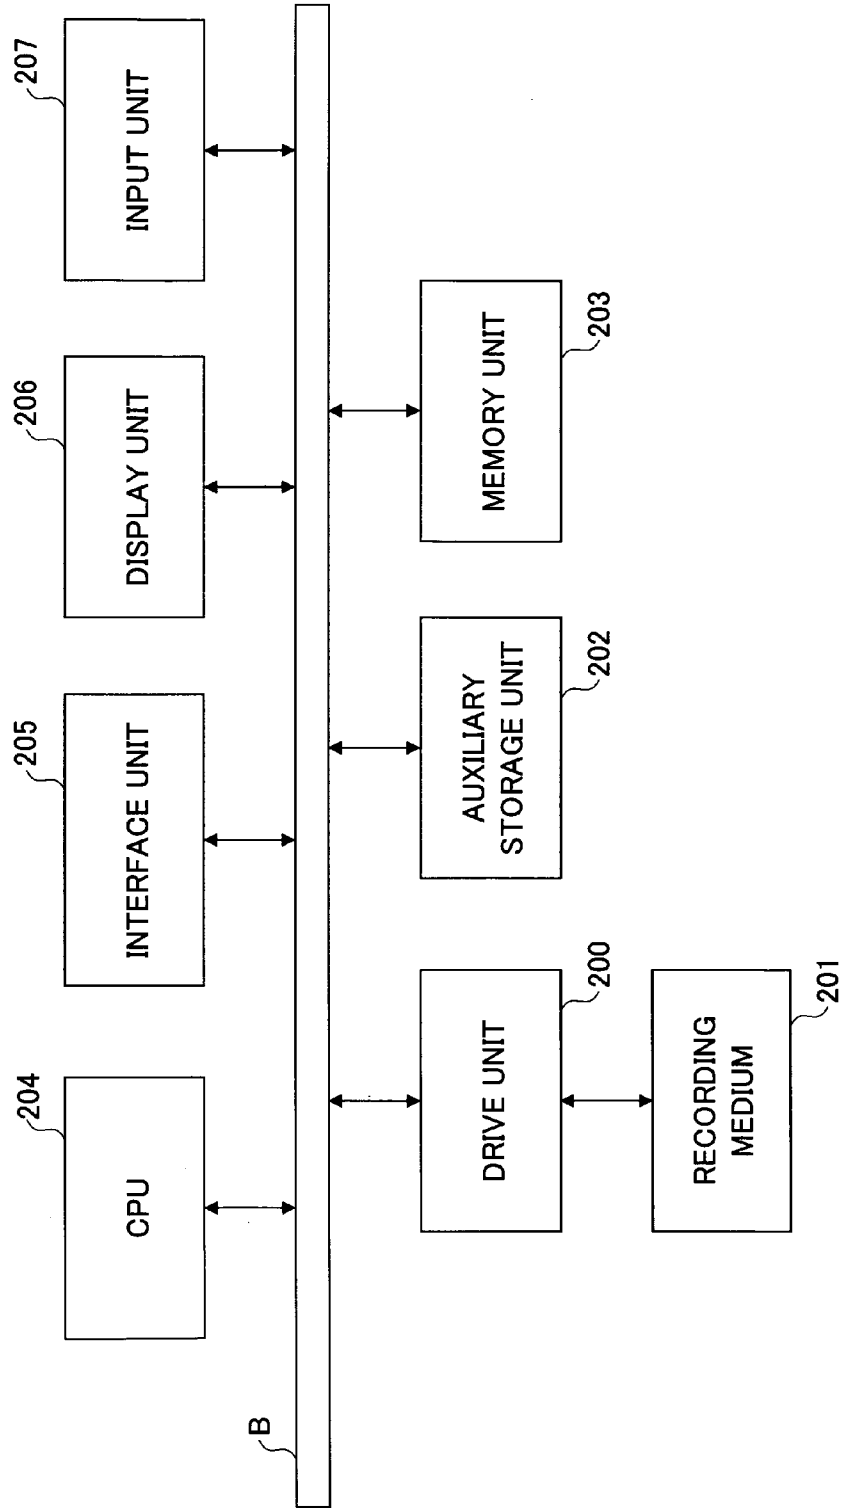 204
CPU
205
INTERFACE UNIT
206
DISPLAY UNIT
207
INPUT UNIT
B
DRIVE UNIT
200
AUXILIARY
STORAGE UNIT
202
MEMORY UNIT
203
RECORDING
MEDIUM
201